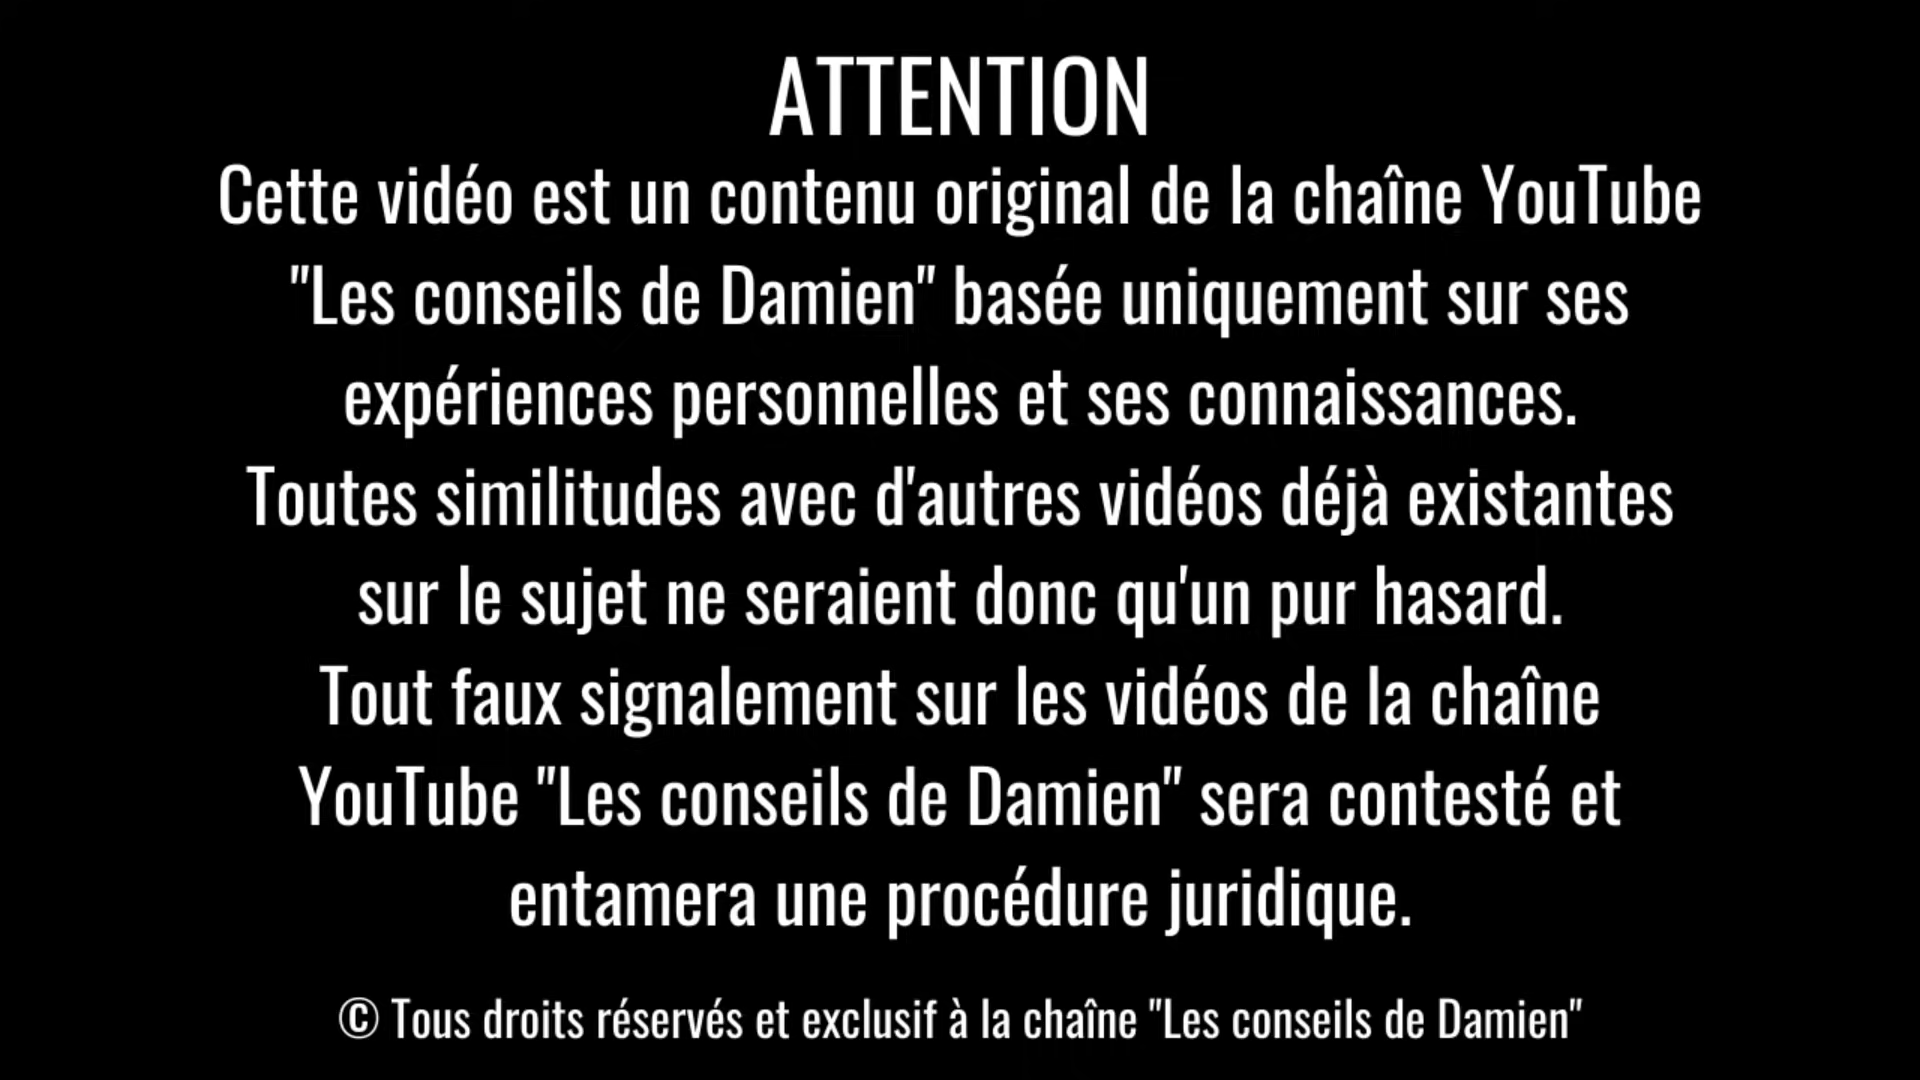 ATTENTION
Cette vidéo est un contenu original de la chaîne YouTube
"Les conseils de Damien" basée uniquement sur ses
expériences personnelles et ses connaissances.
Toutes similitudes avec d'autres vidéos déjà existantes
sur le sujet ne seraient donc qu'un pur hasard.
Tout faux signalement sur les vidéos de la chaîne
YouTube "Les conseils de Damien" sera contesté et
entamera une procédure juridique.
© Tous droits réservés et exclusif à la chaîne "Les conseils de Damien"